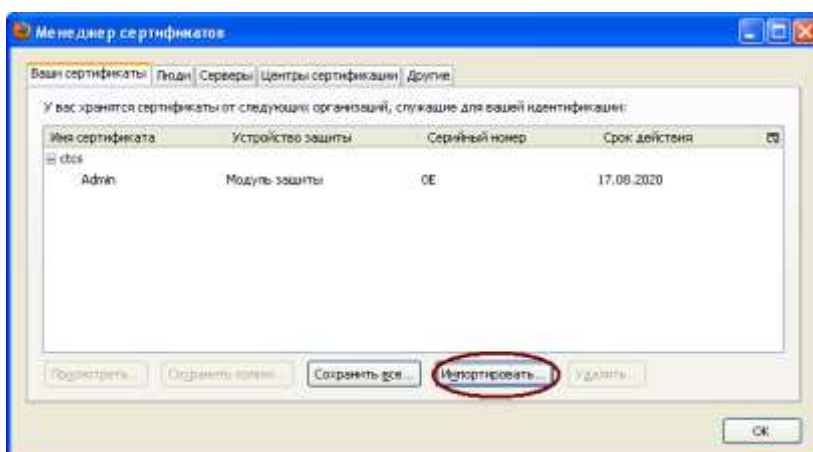 Менеджер сертификатов
Ваши сертификаты Люди Серверы Центры сертификации Другие
У вас хранятся сертификаты от следующих организаций, служащие для вашей идентификации:
Имя сертификата Устройство защиты Серийный номер Срок действия
ctcs
Admin Модуль защиты 0E 17.08.2020
Просмотреть... Сохранить копию... Сохранить все... Импортировать... Удалить...
OK